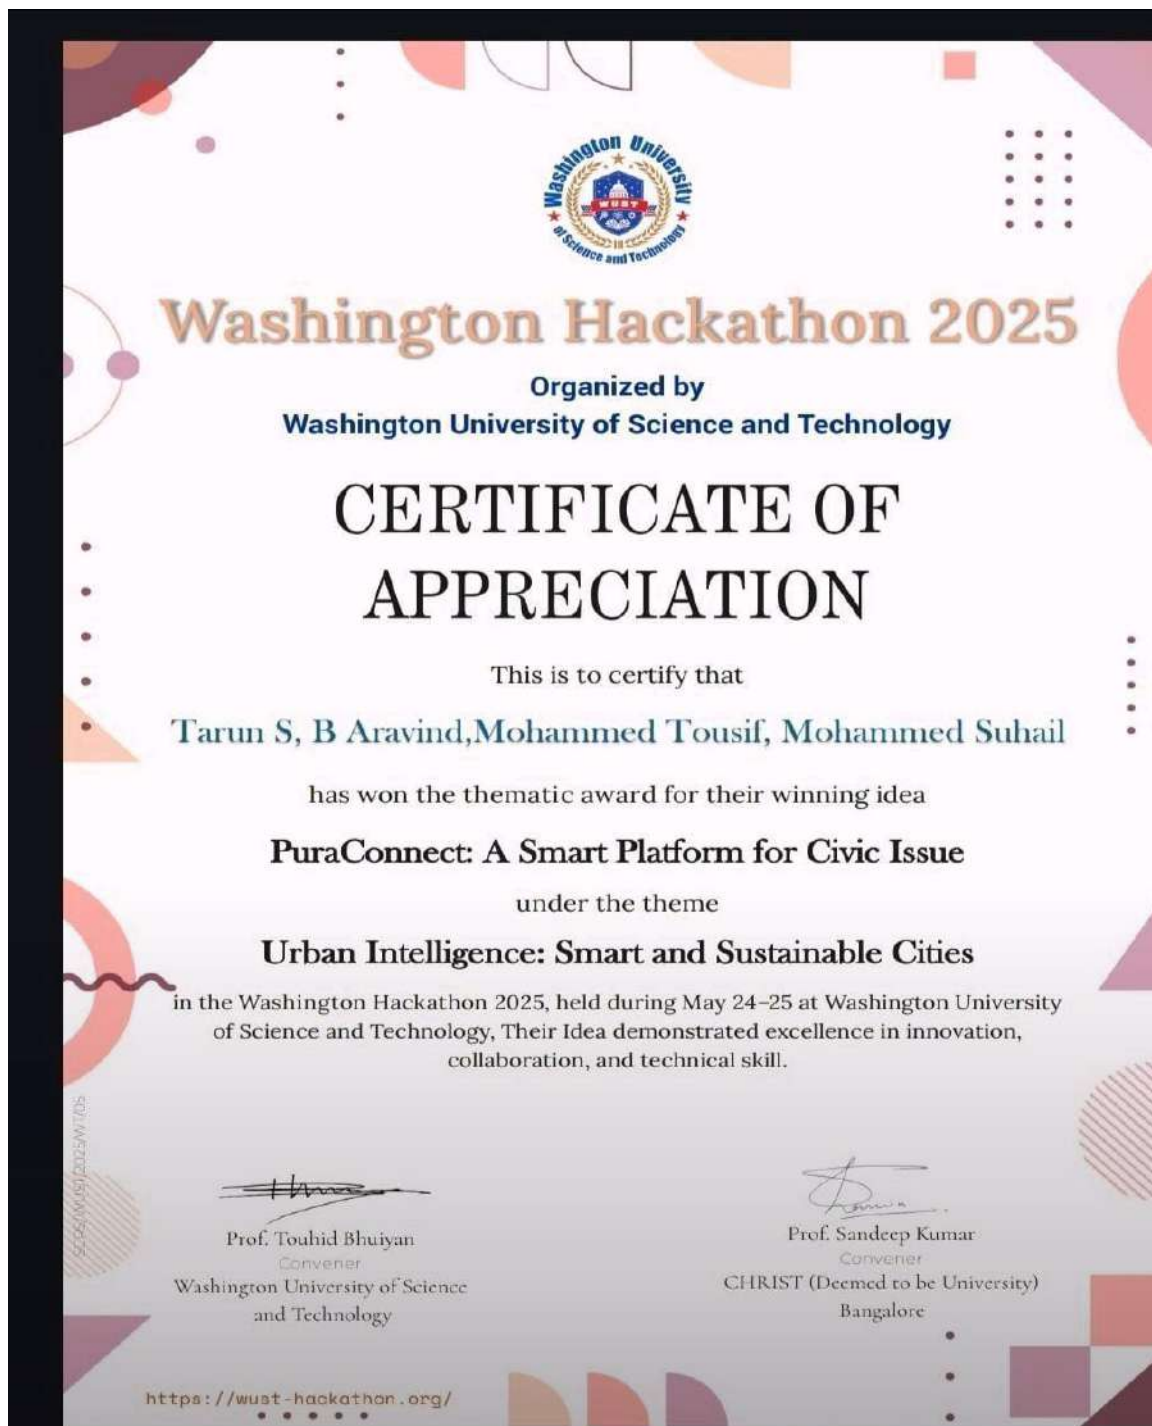 Washington University
of Science and Technology
WUST
Washington Hackathon 2025
Organized by
Washington University of Science and Technology
CERTIFICATE OF
APPRECIATION
This is to certify that
Tarun S, B Aravind,Mohammed Tousif, Mohammed Suhail
has won the thematic award for their winning idea
PuraConnect: A Smart Platform for Civic Issue
under the theme
Urban Intelligence: Smart and Sustainable Cities
in the Washington Hackathon 2025, held during May 24–25 at Washington University
of Science and Technology, Their Idea demonstrated excellence in innovation,
collaboration, and technical skill.
SCRS/WUST/2025/WT/05
Prof. Touhid Bhuiyan
Convener
Washington University of Science
and Technology
Prof. Sandeep Kumar
Convener
CHRIST (Deemed to be University)
Bangalore
https://wust-hackathon.org/